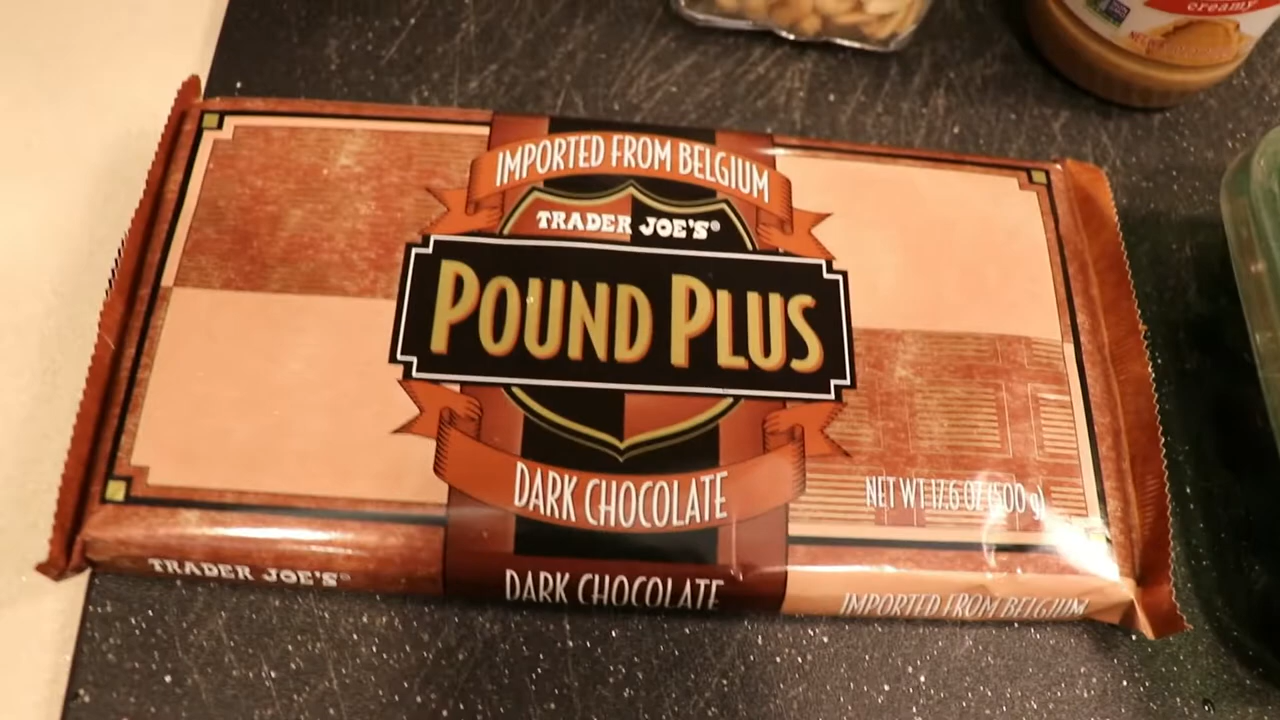 creamy
IMPORTED FROM BELGIUM
TRADER JOE'S®
POUND PLUS
DARK CHOCOLATE
NET WT 17.6 OZ (500 g)
TRADER JOE'S®
DARK CHOCOLATE
IMPORTED FROM BELGIUM